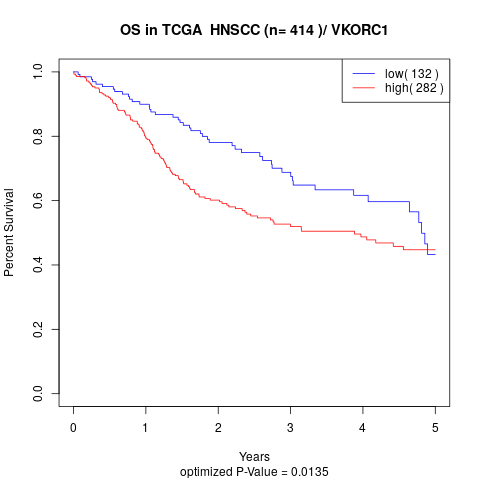 OS in TCGA  HNSCC (n= 414 )/ VKORC1
low( 132 )
high( 282 )
Percent Survival
1.0
0.8
0.6
0.4
0.2
0.0
0 1 2 3 4 5
Years
optimized P-Value = 0.0135